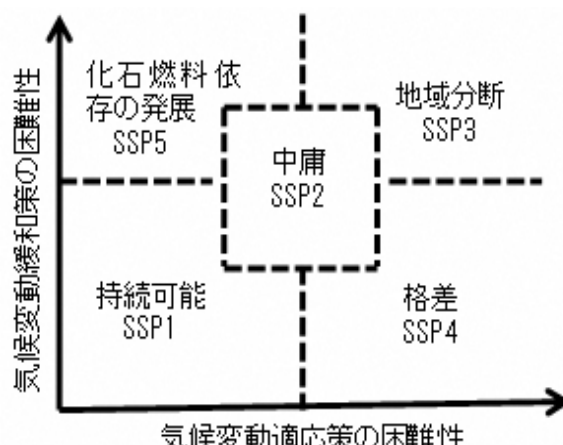 気候変動緩和策の困難性
化石燃料依
存の発展
SSP5
地域分断
SSP3
中庸
SSP2
持続可能
SSP1
格差
SSP4
気候変動適応策の困難性